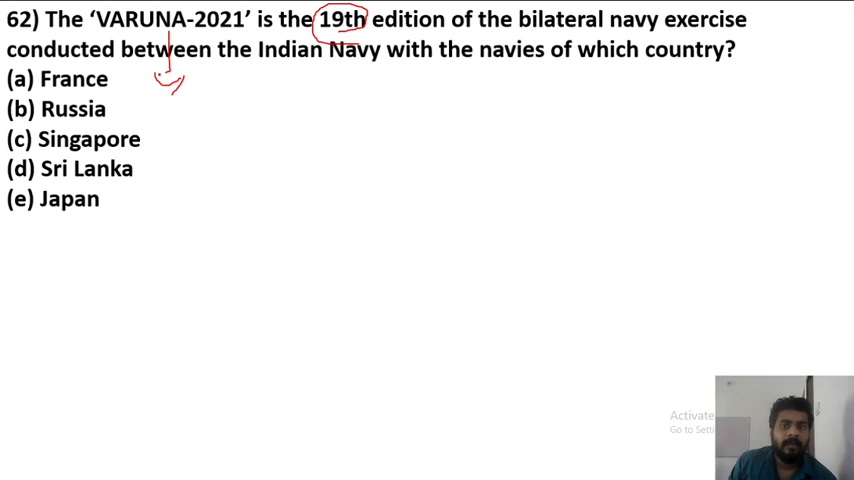 62) The ‘VARUNA-2021’ is the 19th edition of the bilateral navy exercise
conducted between the Indian Navy with the navies of which country?
(a) France
(b) Russia
(c) Singapore
(d) Sri Lanka
(e) Japan
Activate
Go to Setti